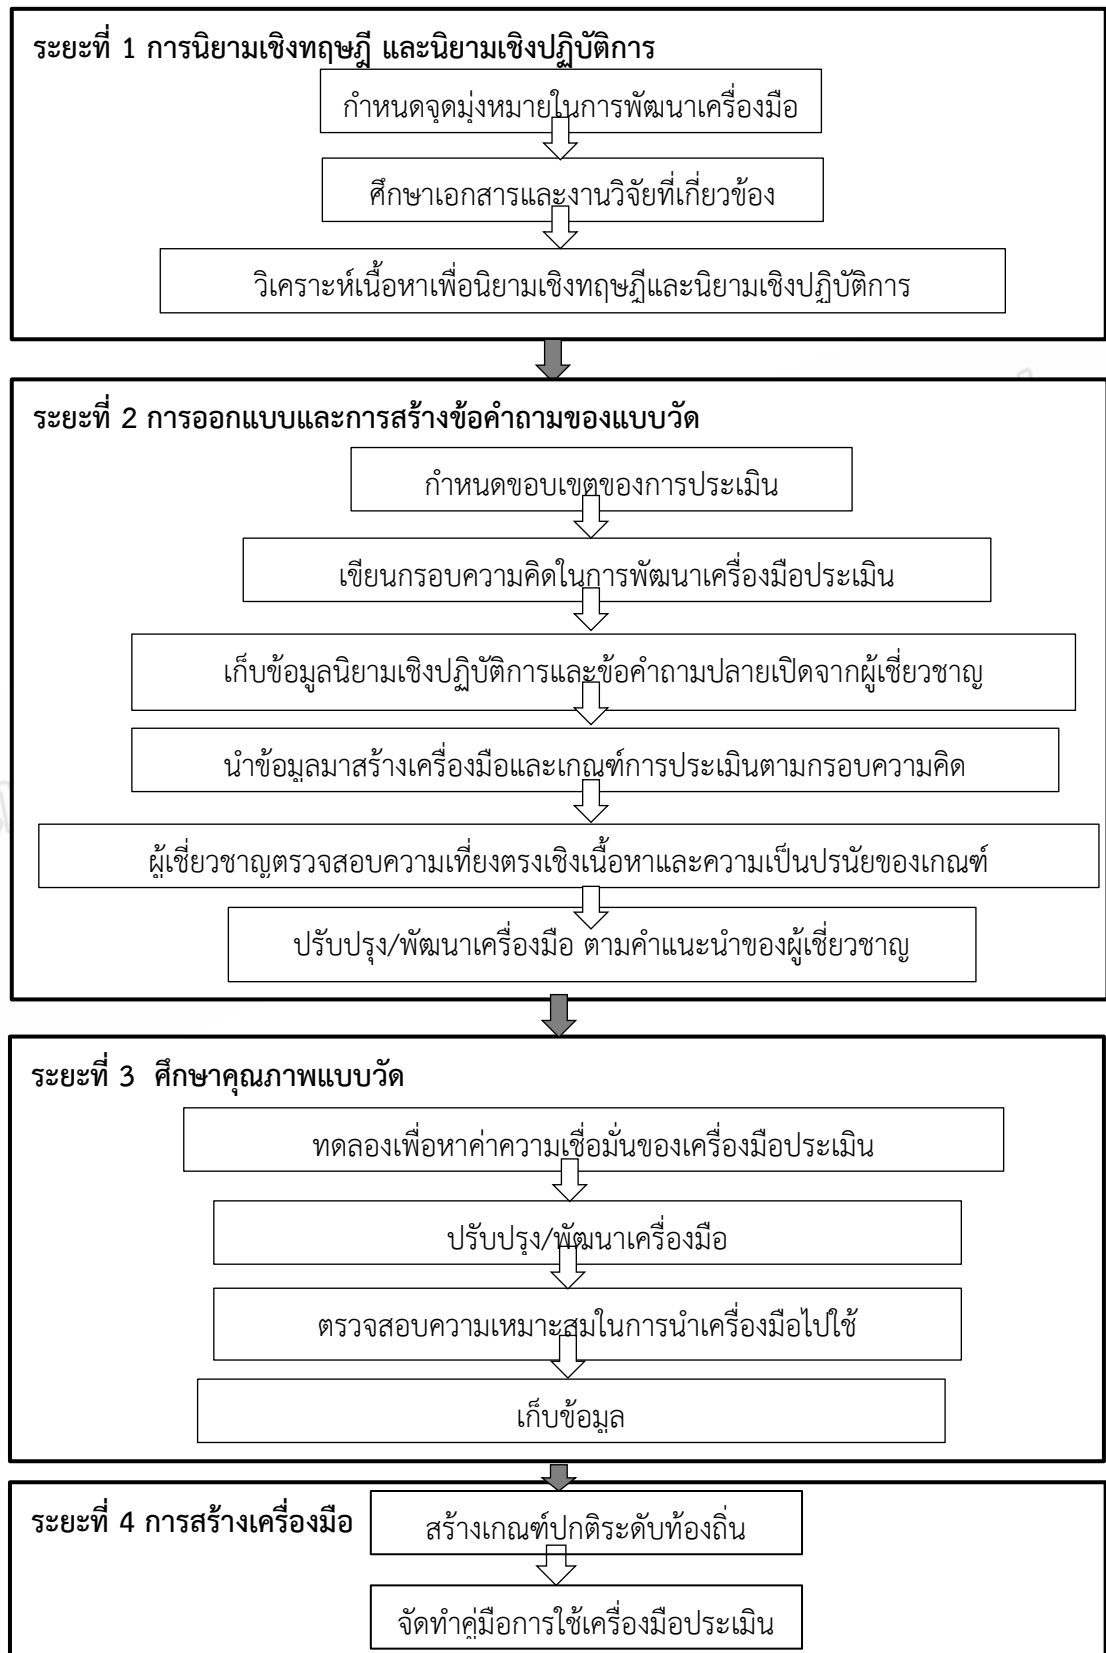 ระยะที่ 1 การนิยามเชิงทฤษฎี และนิยามเชิงปฏิบัติการ
กำหนดจุดมุ่งหมายในการพัฒนาเครื่องมือ
ศึกษาเอกสารและงานวิจัยที่เกี่ยวข้อง
วิเคราะห์เนื้อหาเพื่อนิยามเชิงทฤษฎีและนิยามเชิงปฏิบัติการ
ระยะที่ 2 การออกแบบและการสร้างข้อคำถามของแบบวัด
กำหนดขอบเขตของการประเมิน
เขียนกรอบความคิดในการพัฒนาเครื่องมือประเมิน
เก็บข้อมูลนิยามเชิงปฏิบัติการและข้อคำถามปลายเปิดจากผู้เชี่ยวชาญ
นำข้อมูลมาสร้างเครื่องมือและเกณฑ์การประเมินตามกรอบความคิด
ผู้เชี่ยวชาญตรวจสอบความเที่ยงตรงเชิงเนื้อหาและความเป็นปรนัยของเกณฑ์
ปรับปรุง/พัฒนาเครื่องมือ ตามคำแนะนำของผู้เชี่ยวชาญ
ระยะที่ 3 ศึกษาคุณภาพแบบวัด
ทดลองเพื่อหาค่าความเชื่อมั่นของเครื่องมือประเมิน
ปรับปรุง/พัฒนาเครื่องมือ
ตรวจสอบความเหมาะสมในการนำเครื่องมือไปใช้
เก็บข้อมูล
ระยะที่ 4 การสร้างเครื่องมือ
สร้างเกณฑ์ปกติระดับท้องถิ่น
จัดทำคู่มือการใช้เครื่องมือประเมิน